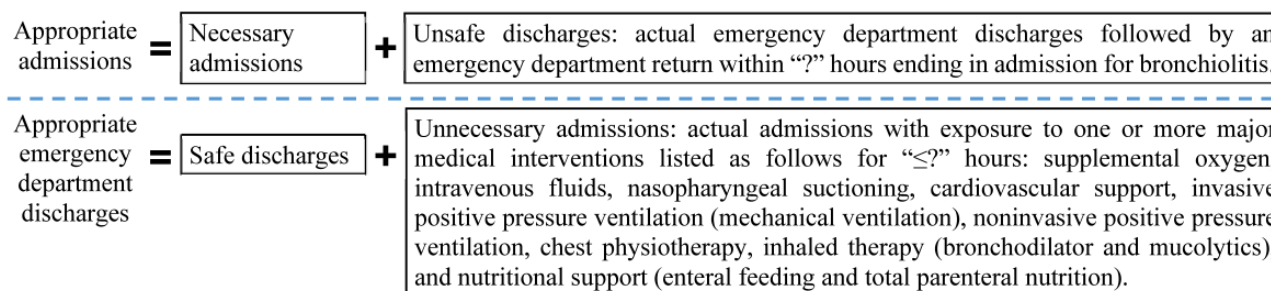 Appropriate admissions = Necessary admissions + Unsafe discharges: actual emergency department discharges followed by an
emergency department return within “?” hours ending in admission for bronchiolitis.
Appropriate emergency department discharges = Safe discharges + Unnecessary admissions: actual admissions with exposure to one or more major
medical interventions listed as follows for “≤?” hours: supplemental oxygen,
intravenous fluids, nasopharyngeal suctioning, cardiovascular support, invasive
positive pressure ventilation (mechanical ventilation), noninvasive positive pressure
ventilation, chest physiotherapy, inhaled therapy (bronchodilator and mucolytics)
and nutritional support (enteral feeding and total parenteral nutrition).